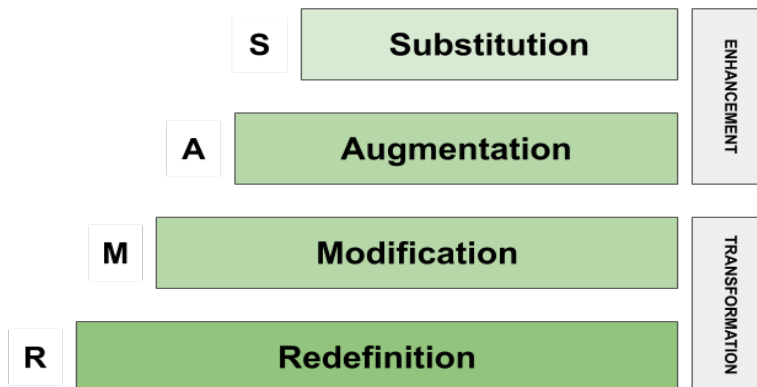 S Substitution
A Augmentation
ENHANCEMENT
M Modification
R Redefinition
TRANSFORMATION